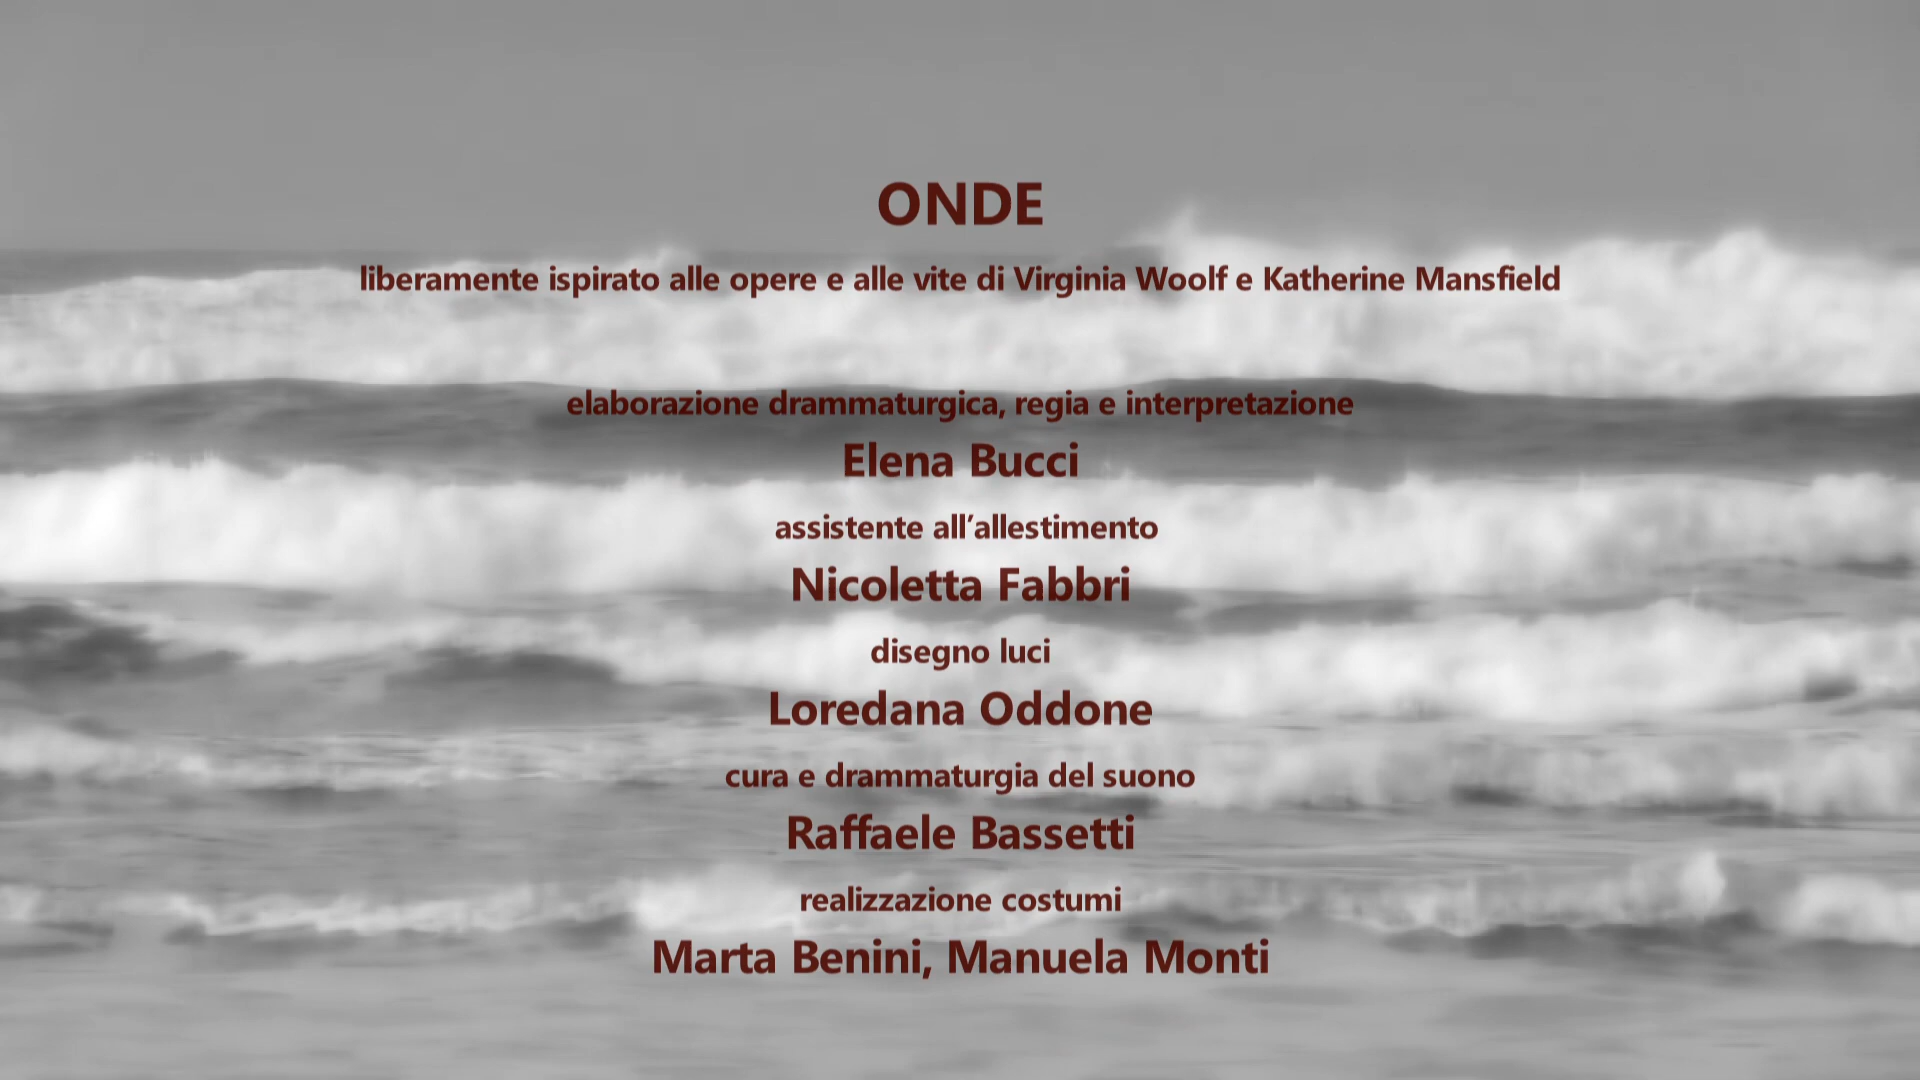 ONDE
liberamente ispirato alle opere e alle vite di Virginia Woolf e Katherine Mansfield
elaborazione drammaturgica, regia e interpretazione
Elena Bucci
assistente all’allestimento
Nicoletta Fabbri
disegno luci
Loredana Oddone
cura e drammaturgia del suono
Raffaele Bassetti
realizzazione costumi
Marta Benini, Manuela Monti